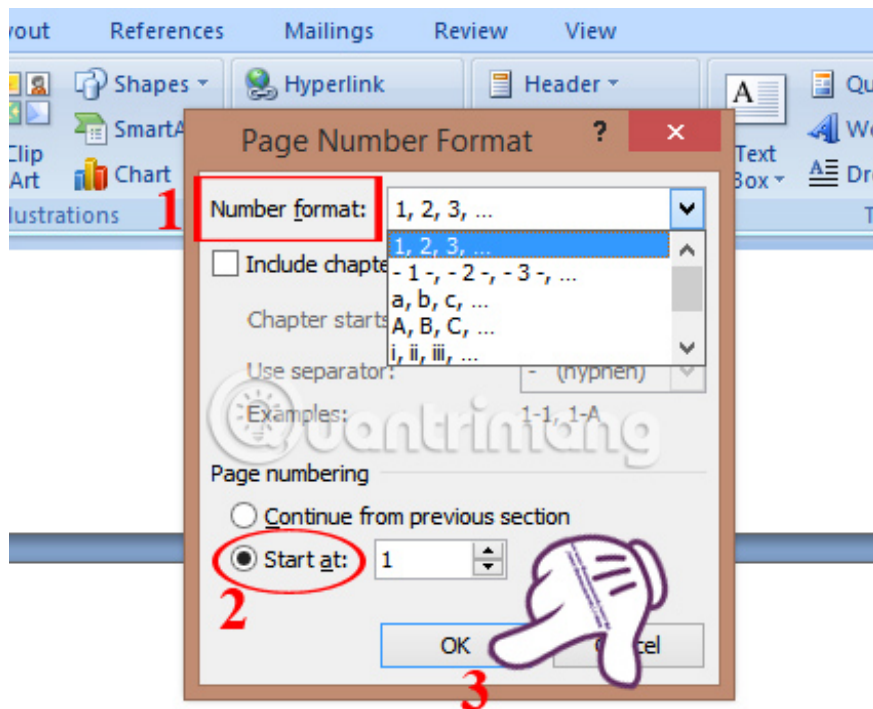 yout References Mailings Review View
Shapes Hyperlink Header Qu
SmartA We
Clip Art Chart Text Box Dr
lustrations T
Page Number Format ? ×
1 Number format: 1, 2, 3, ...
1, 2, 3, ...
Include chapte - 1 -, - 2 -, - 3 -, ...
a, b, c, ...
Chapter starts A, B, C, ...
i, ii, iii, ...
Use separator: - (hyphen)
Examples: 1-1, 1-A
Quantrimang
Page numbering
Continue from previous section
Start at: 1
2
OK cel
3